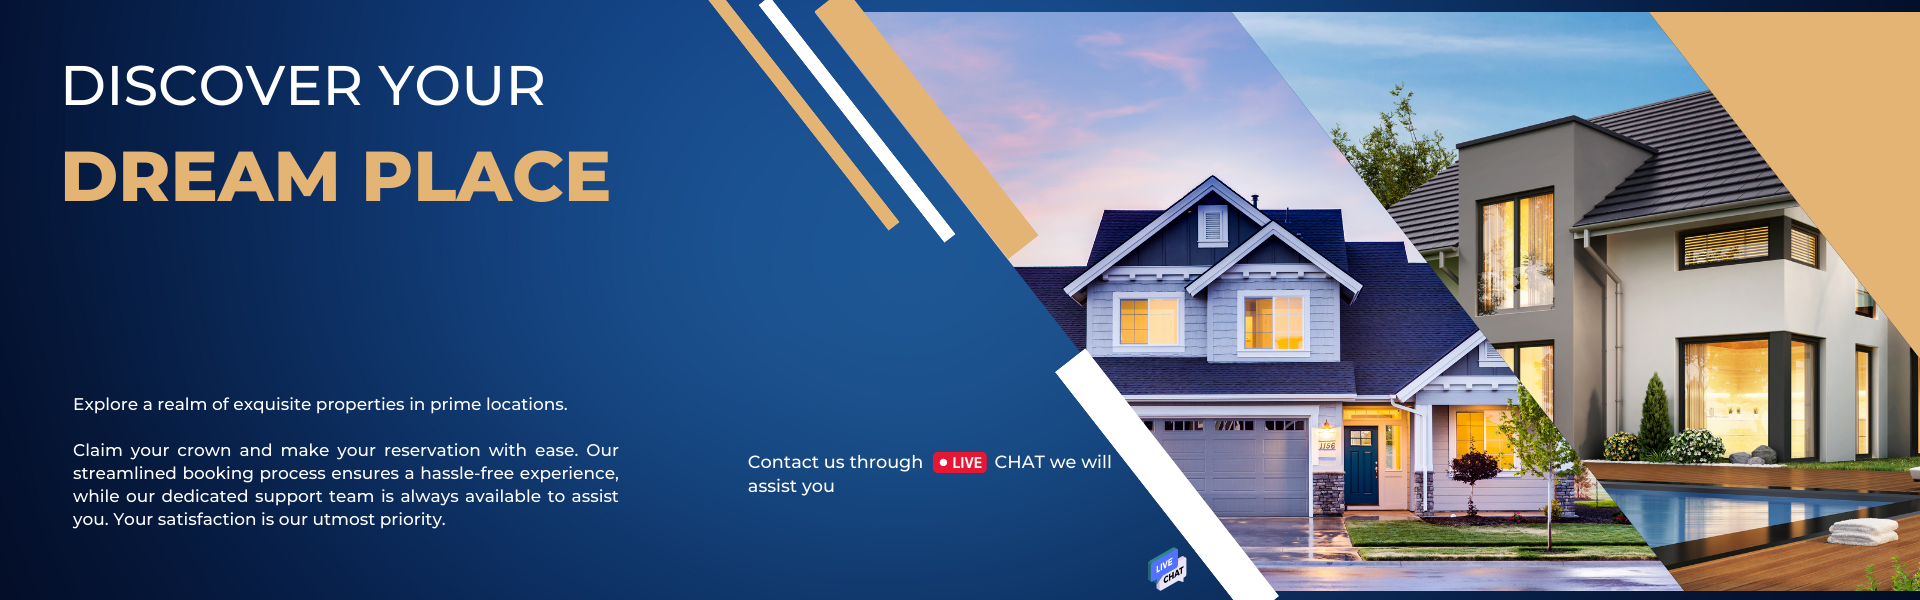 DISCOVER YOUR
DREAM PLACE
Explore a realm of exquisite properties in prime locations.
Claim your crown and make your reservation with ease. Our
streamlined booking process ensures a hassle-free experience,
while our dedicated support team is always available to assist
you. Your satisfaction is our utmost priority.
Contact us through LIVE CHAT we will
assist you
LIVE
CHAT
1156